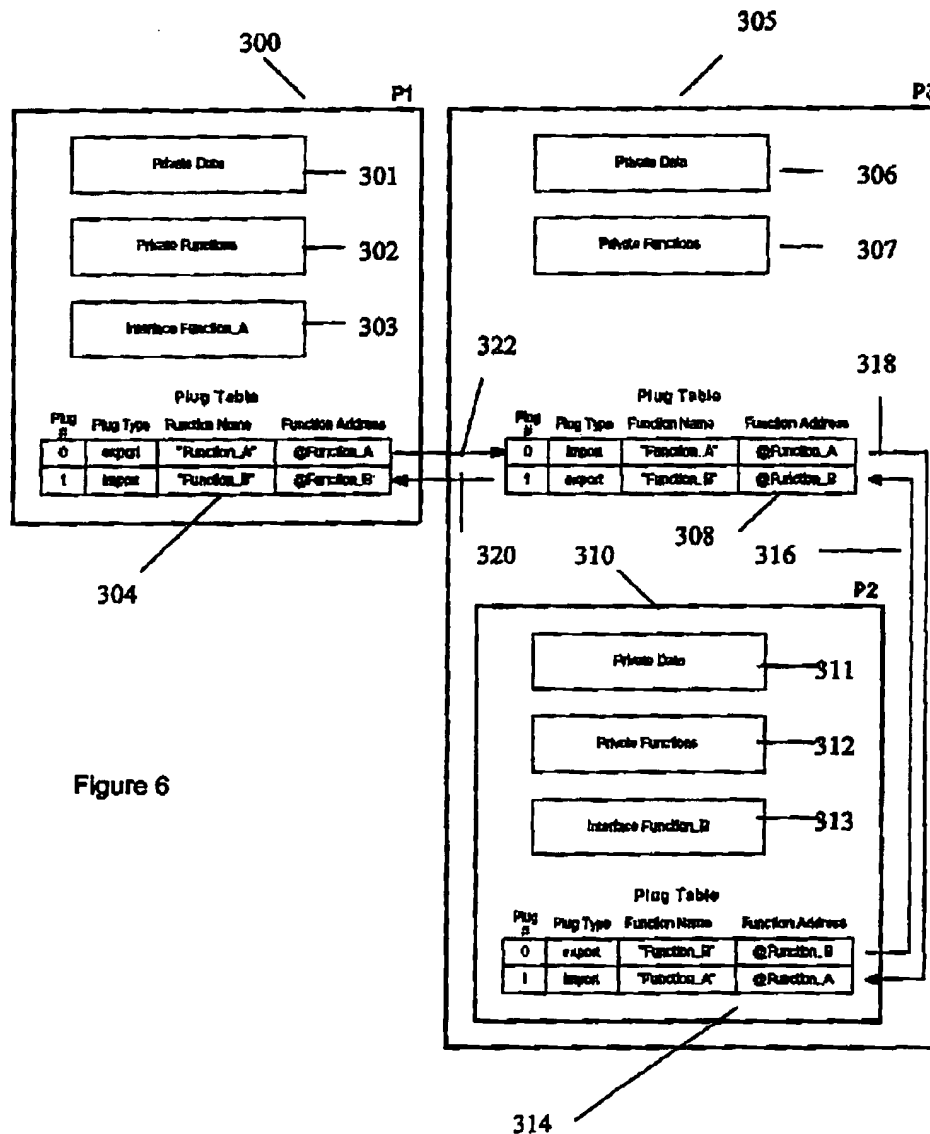 300
305
P1
P3
Private Data
301
Private Functions
302
Interface Function_A
303
Plug Table
Plug # Plug Type Function Name Function Address
0 export "Function_A" @Function_A
1 import "Function_B" @Function_B
304
322
320
Private Data
306
Private Functions
307
318
Plug Table
Plug # Plug Type Function Name Function Address
0 import "Function_A" @Function_A
1 export "Function_B" @Function_B
308
310
316
P2
Private Data
311
Private Functions
312
Interface Function_B
313
Plug Table
Plug # Plug Type Function Name Function Address
0 export "Function_B" @Function_B
1 import "Function_A" @Function_A
314
Figure 6